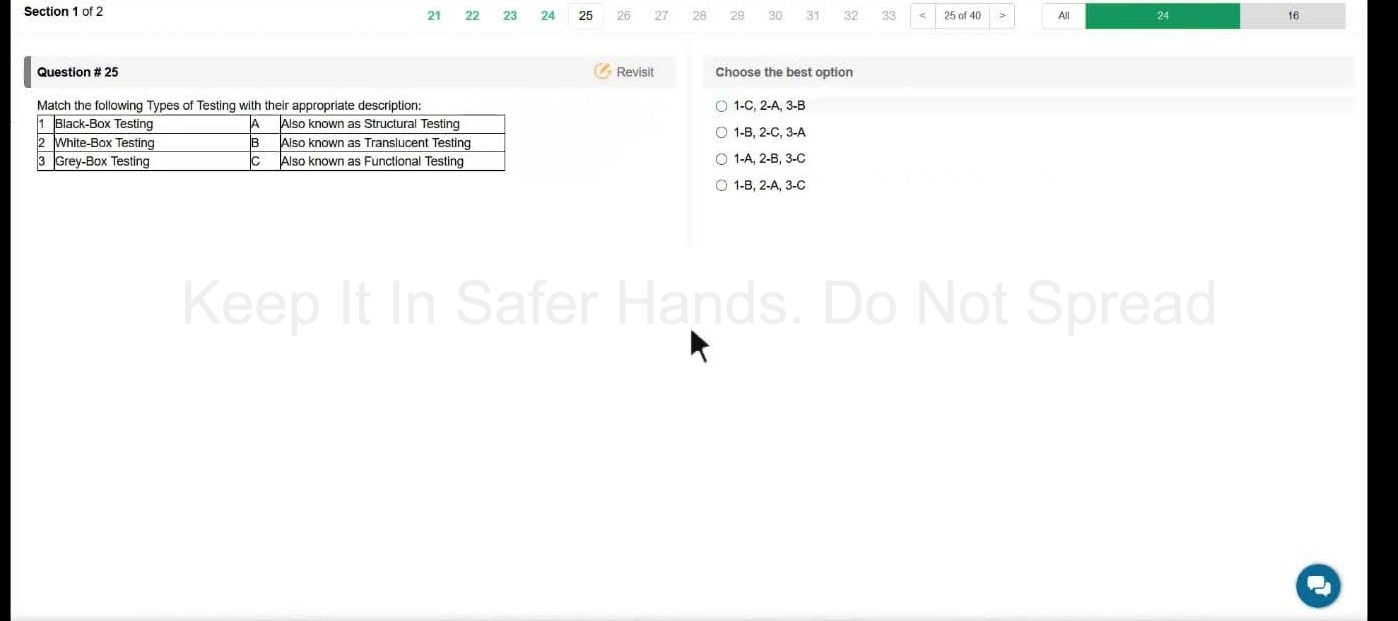 Section 1 of 2
21 22 23 24 25 26 27 28 29 30 31 32 33 < 25 of 40 > All 24 16
Question # 25
Revisit
Match the following Types of Testing with their appropriate description:
1 Black-Box Testing A Also known as Structural Testing
2 White-Box Testing B Also known as Translucent Testing
3 Grey-Box Testing C Also known as Functional Testing
Choose the best option
1-C, 2-A, 3-B
1-B, 2-C, 3-A
1-A, 2-B, 3-C
1-B, 2-A, 3-C
Keep It In Safer Hands. Do Not Spread